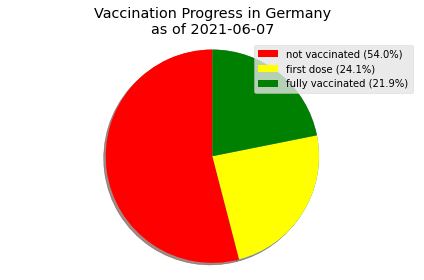 Vaccination Progress in Germany
as of 2021-06-07
not vaccinated (54.0%)
first dose (24.1%)
fully vaccinated (21.9%)